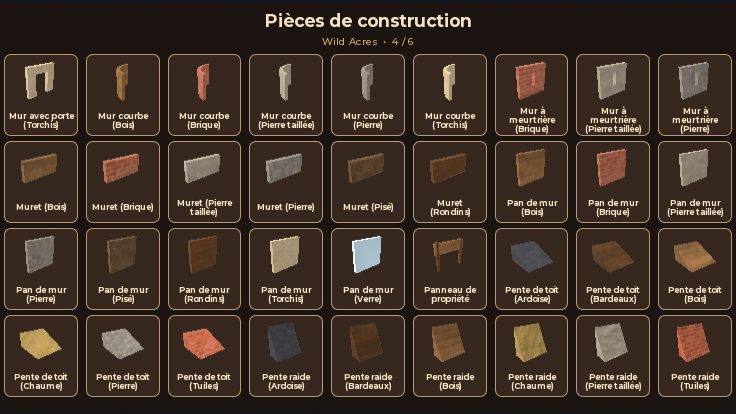 Pièces de construction
Wild Acres • 4 / 6
Mur avec porte
(Torchis)
Mur courbe
(Bois)
Mur courbe
(Brique)
Mur courbe
(Pierre taillée)
Mur courbe
(Pierre)
Mur courbe
(Torchis)
Mur à
meurtrière
(Brique)
Mur à
meurtrière
(Pierre taillée)
Mur à
meurtrière
(Pierre)
Muret (Bois)
Muret (Brique)
Muret (Pierre
taillée)
Muret (Pierre)
Muret (Pisé)
Muret
(Rondins)
Pan de mur
(Bois)
Pan de mur
(Brique)
Pan de mur
(Pierre taillée)
Pan de mur
(Pierre)
Pan de mur
(Pisé)
Pan de mur
(Rondins)
Pan de mur
(Torchis)
Pan de mur
(Verre)
Panneau de
propriété
Pente de toit
(Ardoise)
Pente de toit
(Bardeaux)
Pente de toit
(Bois)
Pente de toit
(Chaume)
Pente de toit
(Pierre)
Pente de toit
(Tuiles)
Pente raide
(Ardoise)
Pente raide
(Bardeaux)
Pente raide
(Bois)
Pente raide
(Chaume)
Pente raide
(Pierre taillée)
Pente raide
(Tuiles)